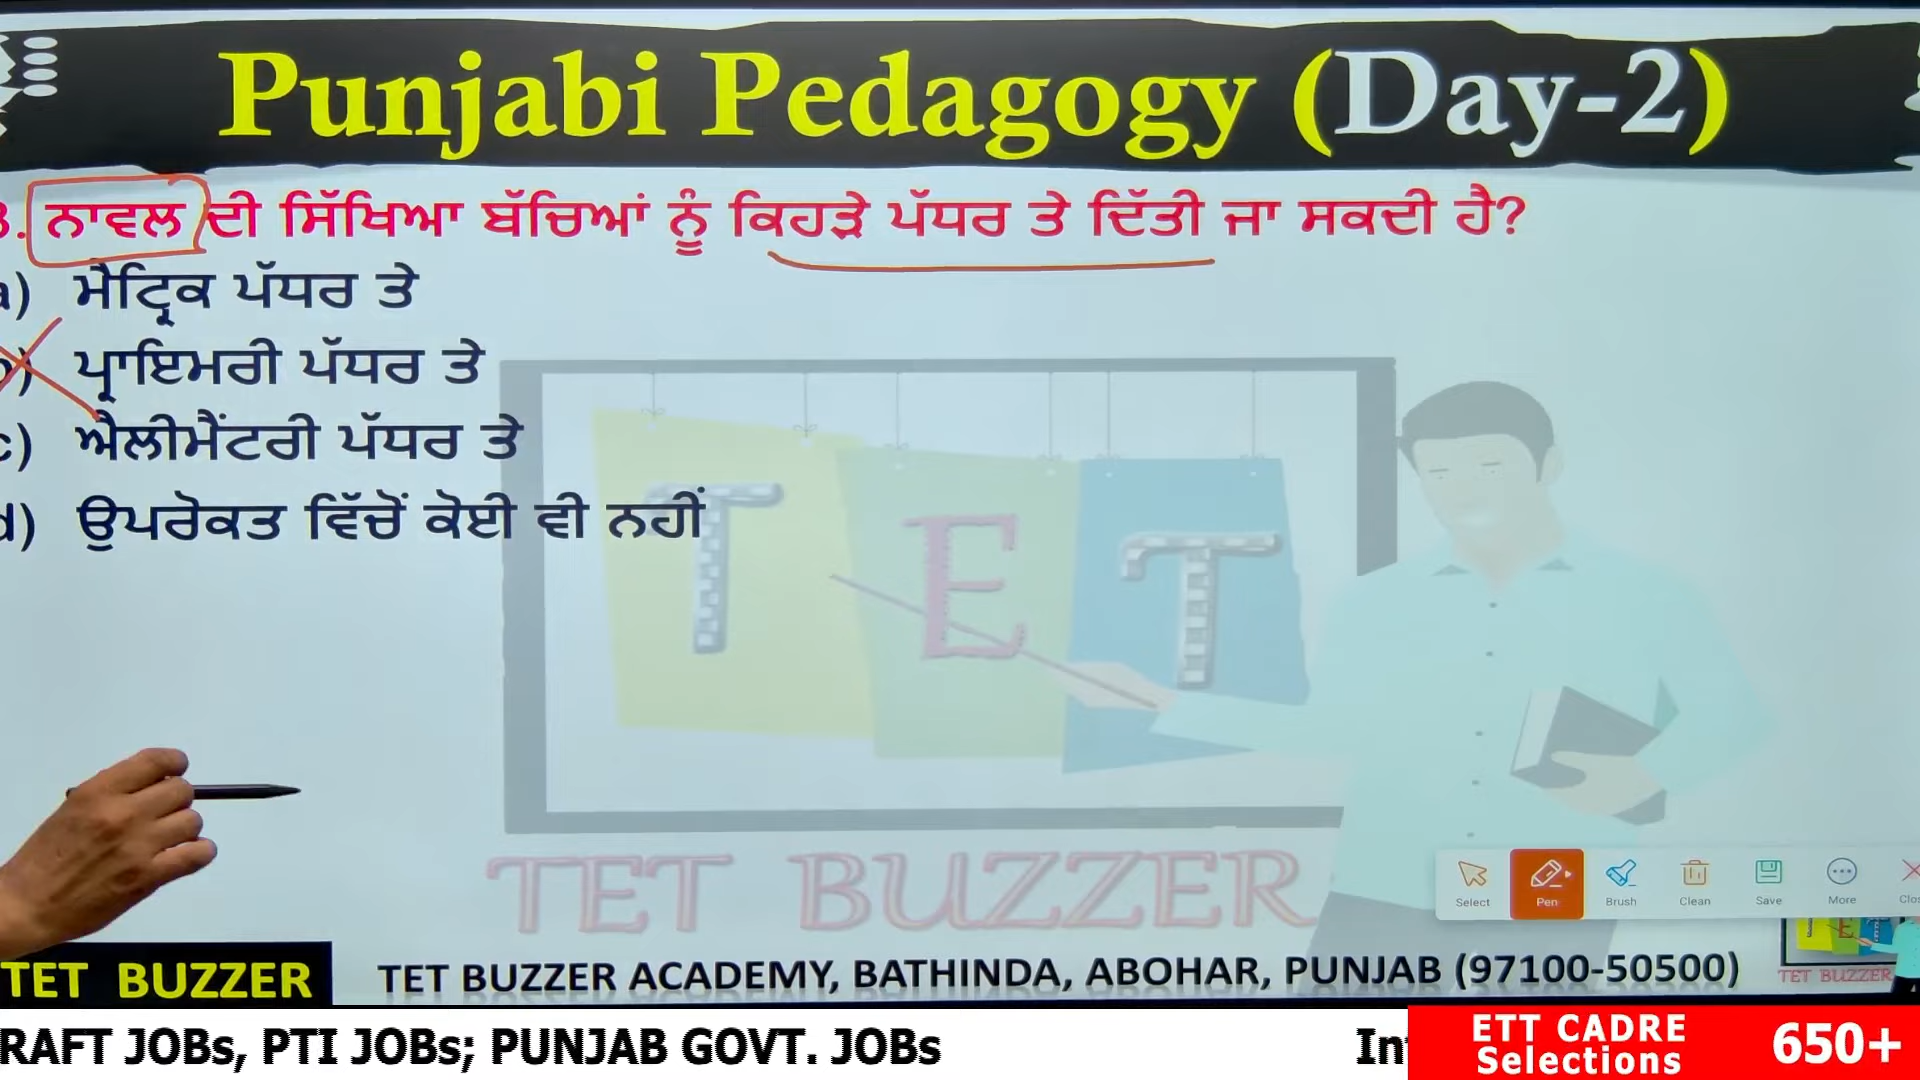 Punjabi Pedagogy (Day-2)
ਨਾਵਲ ਦੀ ਸਿੱਖਿਆ ਬੱਚਿਆਂ ਨੂੰ ਕਿਹੜੇ ਪੱਧਰ ਤੇ ਦਿੱਤੀ ਜਾ ਸਕਦੀ ਹੈ?
a) ਮੈਟ੍ਰਿਕ ਪੱਧਰ ਤੇ
b) ਪ੍ਰਾਇਮਰੀ ਪੱਧਰ ਤੇ
c) ਐਲੀਮੈਂਟਰੀ ਪੱਧਰ ਤੇ
d) ਉਪਰੋਕਤ ਵਿੱਚੋਂ ਕੋਈ ਵੀ ਨਹੀਂ
T E T
TET BUZZER
Select Pen Brush Clean Save More
TET BUZZER
TET BUZZER ACADEMY, BATHINDA, ABOHAR, PUNJAB (97100-50500)
TET BUZZER
RAFT JOBs, PTI JOBs; PUNJAB GOVT. JOBs
ETT CADRE
Selections
650+